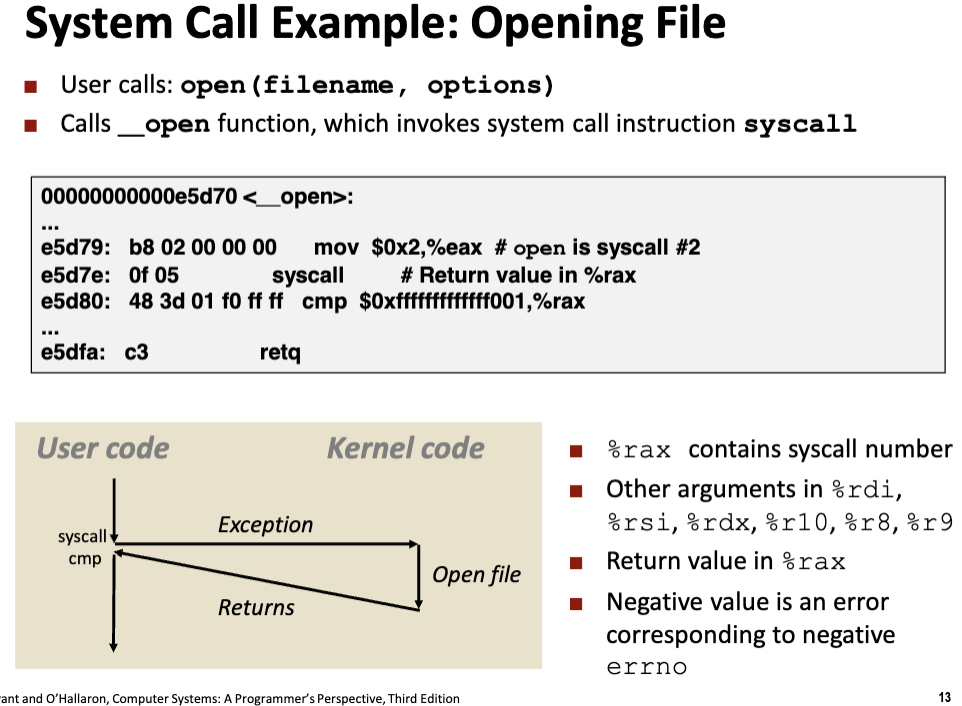 System Call Example: Opening File
■ User calls: open(filename, options)
■ Calls __open function, which invokes system call instruction syscall
00000000000e5d70 <__open>:
...
e5d79: b8 02 00 00 00 mov $0x2,%eax # open is syscall #2
e5d7e: 0f 05 syscall # Return value in %rax
e5d80: 48 3d 01 f0 ff ff cmp $0xfffffffffffff001,%rax
...
e5dfa: c3 retq
User code Kernel code
syscall
cmp
Exception
Open file
Returns
■ %rax contains syscall number
■ Other arguments in %rdi,
%rsi, %rdx, %r10, %r8, %r9
■ Return value in %rax
■ Negative value is an error
corresponding to negative
errno
and O'Hallaron, Computer Systems: A Programmer's Perspective, Third Edition
13